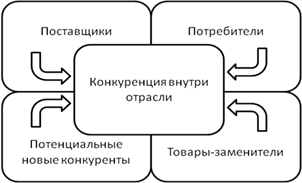 Поставщики
Потребители
Конкуренция внутри
отрасли
Потенциальные
новые конкуренты
Товары-заменители